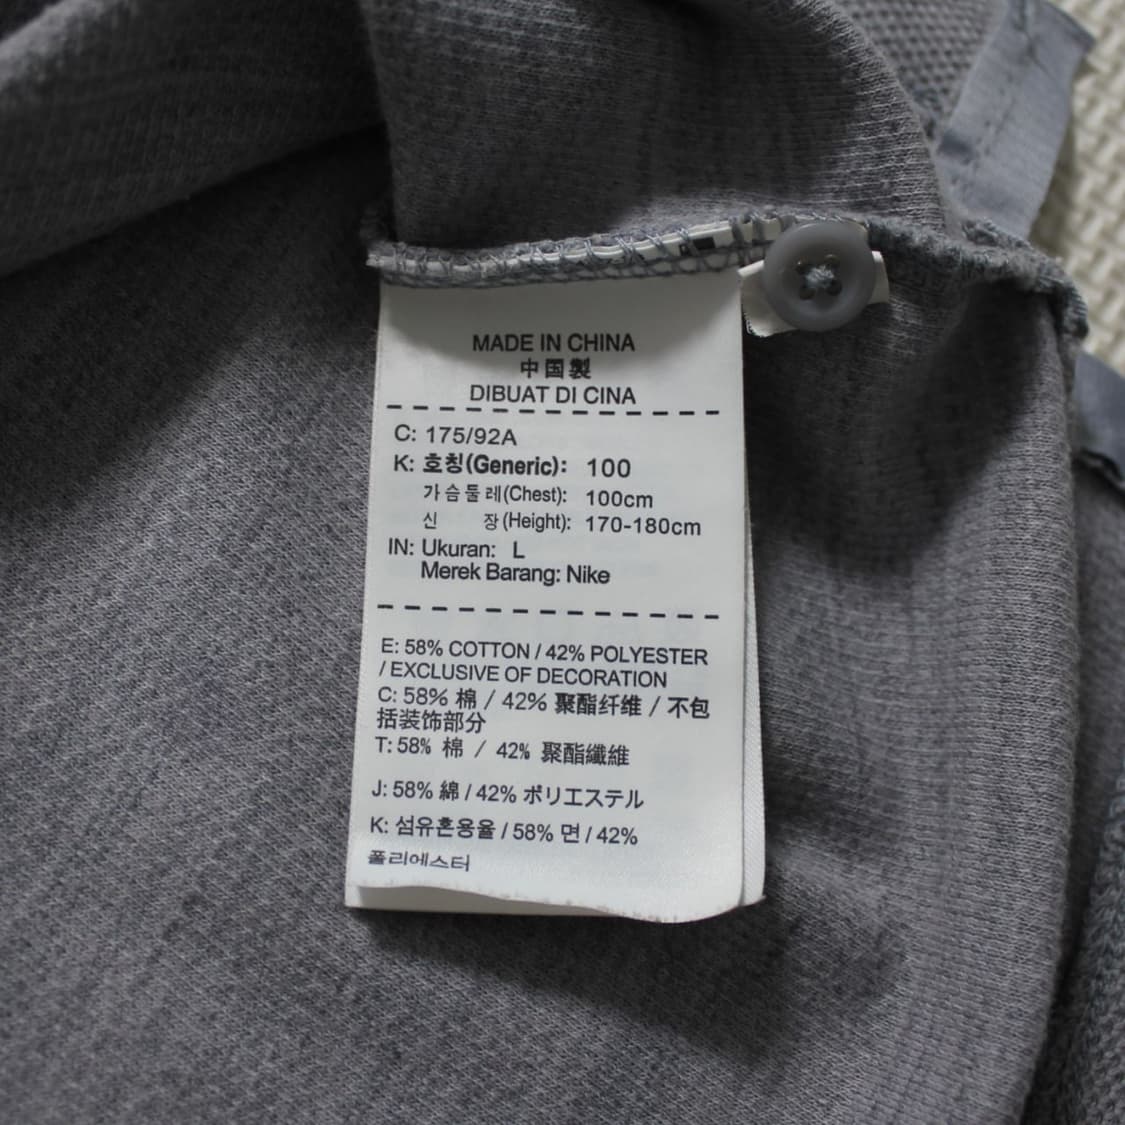 MADE IN CHINA
中国製
DIBUAT DI CINA
C: 175/92A
K: 호칭(Generic): 100
가슴둘레(Chest): 100cm
신 장(Height): 170-180cm
IN: Ukuran: L
Merek Barang: Nike
E: 58% COTTON / 42% POLYESTER
/ EXCLUSIVE OF DECORATION
C: 58% 棉 / 42% 聚酯纤维 / 不包
括装饰部分
T: 58% 棉 / 42% 聚酯纖維
J: 58% 綿 / 42% ポリエステル
K: 섬유혼용율 / 58% 면 / 42%
폴리에스터